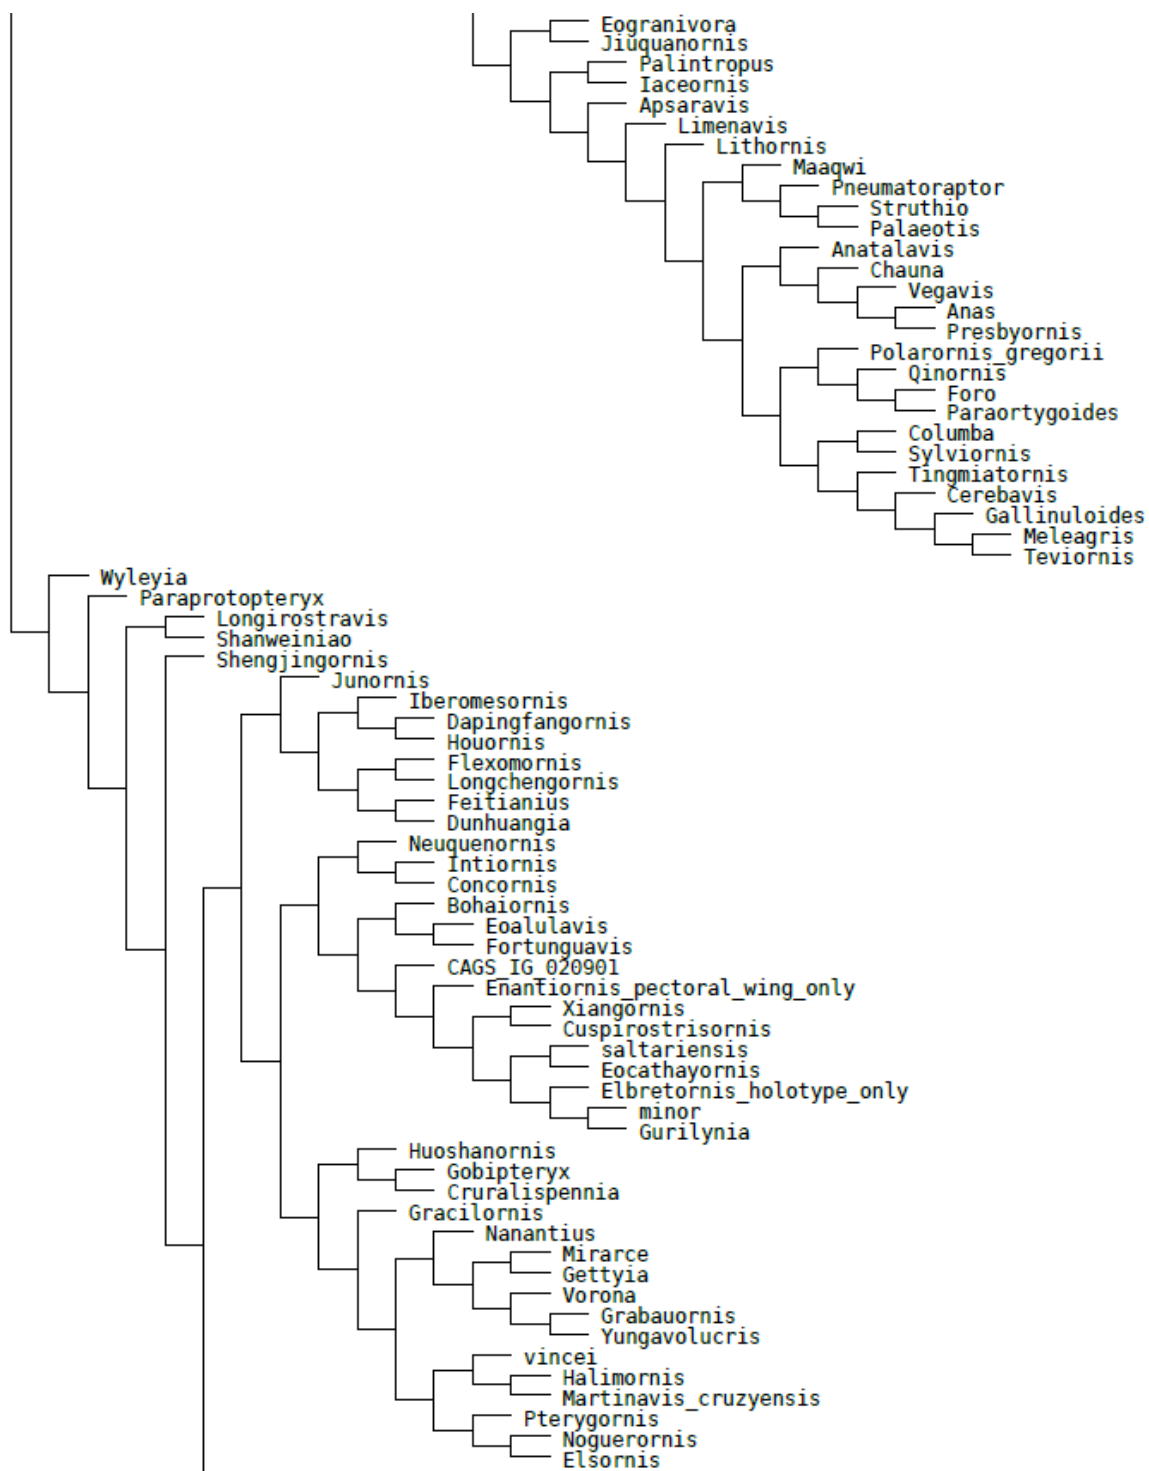 Eogranivora
Jiuquanornis
Palintropus
Iaceornis
Apsaravis
Limenavis
Lithornis
Maaqwi
Pneumatoraptor
Struthio
Palaeotis
Anatalavis
Chauna
Vegavis
Anas
Presbyornis
Polarornis_gregorii
Qinornis
Foro
Paraortygoides
Columba
Sylviornis
Tingmiatornis
Cerebavis
Gallinuloides
Meleagris
Teviornis
Wyleyia
Paraprotopteryx
Longirostravis
Shanweiniao
Shengjingornis
Junornis
Iberomesornis
Dapingfangornis
Houornis
Flexomornis
Longchengornis
Feitianius
Dunhuangia
Neuquenornis
Intiornis
Concornis
Bohaiornis
Eoalulavis
Fortunguavis
CAGS_IG_020901
Enantiornis_pectoral_wing_only
Xiangornis
Cuspirostrisornis
saltariensis
Eocathayornis
Elbretornis_holotype_only
minor
Gurilynia
Huoshanornis
Gobipteryx
Cruralispennia
Gracilornis
Nanantius
Mirarce
Gettyia
Vorona
Grabauornis
Yungavolucris
vincei
Halimornis
Martinavis_cruzyensis
Pterygornis
Noguerornis
Elsornis